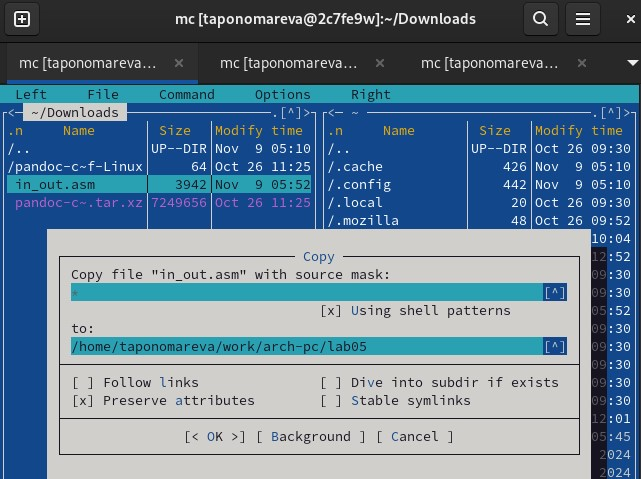 mc [taponomareva@2c7fe9w]:~/Downloads
mc [taponomareva... × mc [taponomareva... × mc [taponomareva... ×
Left File Command Options Right
<─ ~/Downloads .[^]> <─ ~ .[^]>
.n Name Size Modify time .n Name Size Modify time
/.. UP--DIR Nov 9 05:10 /.. UP--DIR Oct 26 09:30
/pandoc-c~f-Linux 64 Oct 26 11:25 /.cache 426 Nov 9 05:10
in_out.asm 3942 Nov 9 05:52 /.config 442 Nov 9 05:10
pandoc-c~.tar.xz 7249656 Oct 26 11:25 /.local 20 Oct 26 09:30
/.mozilla 48 Oct 26 09:52
10:04
Copy 12:52
Copy file "in_out.asm" with source mask: 09:30
* [^] 09:30
[x] Using shell patterns 05:52
to: 09:30
/home/taponomareva/work/arch-pc/lab05 [^] 09:30
09:30
[ ] Follow links [ ] Dive into subdir if exists 09:30
[x] Preserve attributes [ ] Stable symlinks 09:30
12:01
[< OK >] [ Background ] [ Cancel ] 05:45
2024
2024